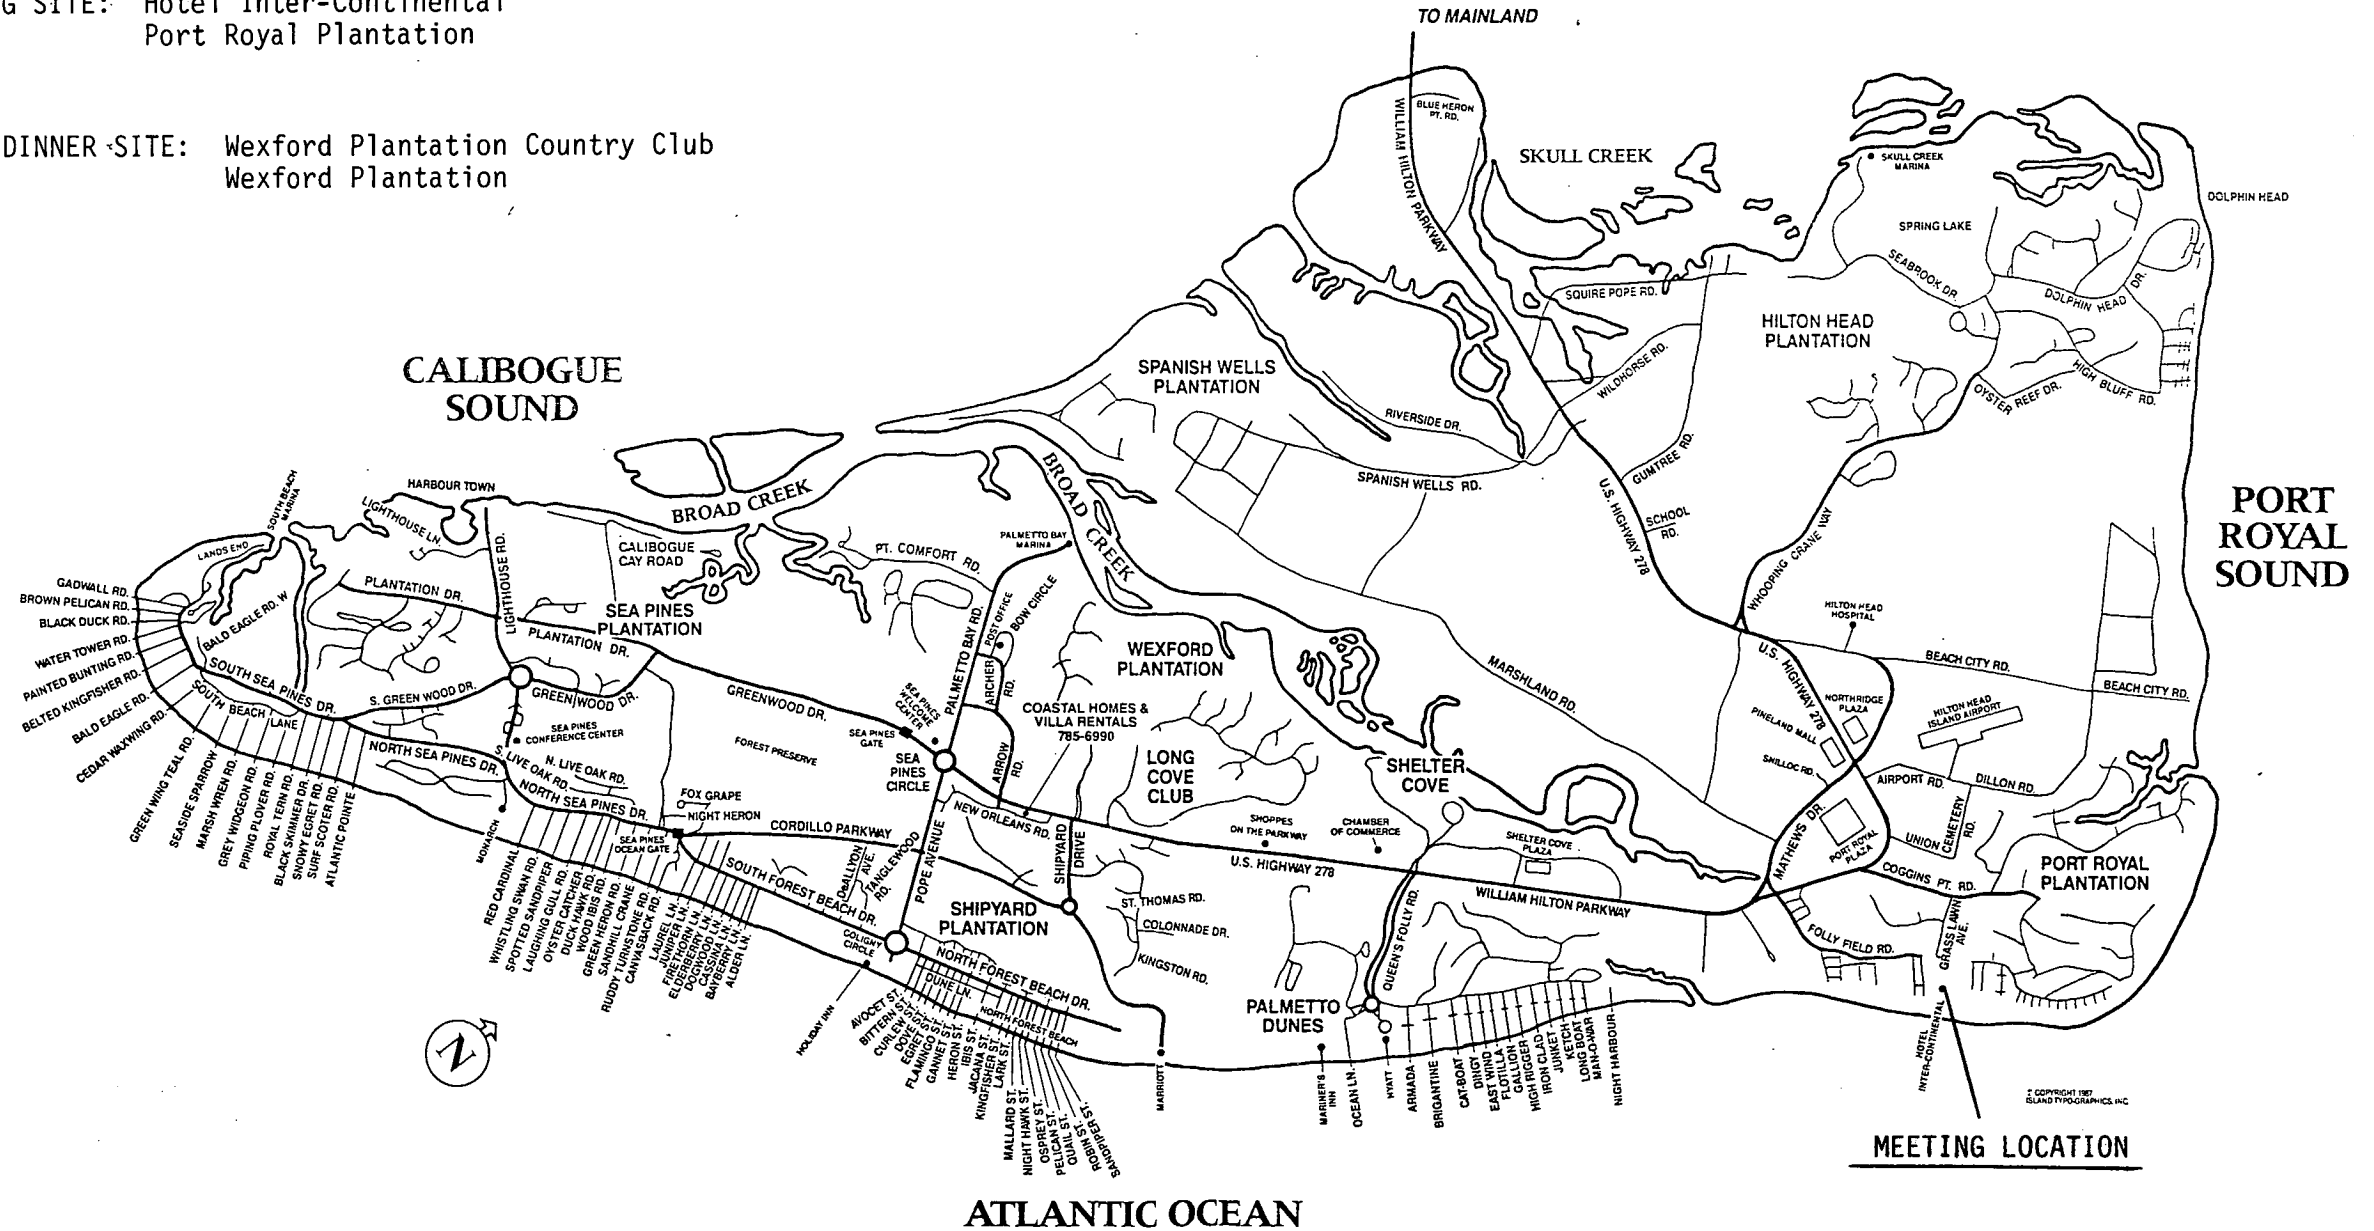 G SITE: Hotel Inter-Continental
Port Royal Plantation
DINNER SITE: Wexford Plantation Country Club
Wexford Plantation
TO MAINLAND
WILLIAM HILTON PARKWAY
BLUE HERON
PT. RD.
SKULL CREEK
SKULL CREEK
MARINA
DOLPHIN HEAD
SPRING LAKE
SEABROOK DR.
DOLPHIN HEAD DR.
SQUIRE POPE RD.
HILTON HEAD
PLANTATION
HIGH BLUFF RD.
OYSTER REEF DR.
WILDHORSE RD.
CALIBOGUE
SOUND
SPANISH WELLS
PLANTATION
RIVERSIDE DR.
SPANISH WELLS RD.
GUMTREE RD.
U.S. HIGHWAY 278
SCHOOL
RD.
WHOOPING CRANE WAY
PORT
ROYAL
SOUND
HARBOUR TOWN
SOUTH BEACH
MARINA
LIGHTHOUSE LN.
BROAD CREEK
BROAD CREEK
LANDS END
LIGHTHOUSE RD.
CALIBOGUE
CAY ROAD
PT. COMFORT RD.
PALMETTO BAY
MARINA
GADWALL RD.
BROWN PELICAN RD.
BLACK DUCK RD.
WATER TOWER RD.
PAINTED BUNTING RD.
BELTED KINGFISHER RD.
BALD EAGLE RD.
CEDAR WAXWING RD.
BALD EAGLE RD. W
PLANTATION DR.
SEA PINES
PLANTATION
PLANTATION DR.
PALMETTO BAY RD.
POST OFFICE
BOW CIRCLE
ARCHER
RD.
WEXFORD
PLANTATION
HILTON HEAD
HOSPITAL
BEACH CITY RD.
BEACH CITY RD.
MARSHLAND RD.
U.S. HIGHWAY 278
NORTHRIDGE
PLAZA
PINELAND MALL
HILTON HEAD
ISLAND AIRPORT
SOUTH SEA PINES DR.
SOUTH BEACH LANE
S. GREEN WOOD DR.
GREENWOOD DR.
GREENWOOD DR.
SEA PINES
WELCOME
CENTER
SEA PINES
GATE
SEA
PINES
CIRCLE
COASTAL HOMES &
VILLA RENTALS
785-6990
ARROW
RD.
LONG
COVE
CLUB
SHELTER
COVE
SKILLOC RD.
AIRPORT RD.
DILLON RD.
SEA PINES
CONFERENCE CENTER
FOREST PRESERVE
NORTH SEA PINES DR.
S. LIVE OAK RD.
N. LIVE OAK RD.
NORTH SEA PINES DR.
FOX GRAPE
NIGHT HERON
SEA PINES
OCEAN GATE
CORDILLO PARKWAY
NEW ORLEANS RD.
SHIPYARD
DRIVE
SHOPPES
ON THE PARKWAY
CHAMBER
OF COMMERCE
U.S. HIGHWAY 278
SHELTER COVE
PLAZA
WILLIAM HILTON PARKWAY
MATHEWS DR.
PORT ROYAL
PLAZA
UNION CEMETERY
RD.
COGGINS PT. RD.
PORT ROYAL
PLANTATION
GREEN WING TEAL RD.
SEASIDE SPARROW
MARSH WREN RD.
GREY WIDGEON RD.
PIPING PLOVER RD.
ROYAL TERN RD.
BLACK SKIMMER DR.
SNOWY EGRET RD.
SURF SCOTER RD.
ATLANTIC POINTE
MONARCH
RED CARDINAL
WHISTLING SWAN RD.
SPOTTED SANDPIPER
LAUGHING GULL RD.
OYSTER CATCHER
DUCK HAWK RD.
WOOD IBIS RD.
GREEN HERON RD.
SANDHILL CRANE
RUDDY TURNSTONE RD.
CANVASBACK RD.
LAUREL LN.
JUNIPER LN.
FIRETHORN LN.
ELDERBERRY LN.
DOGWOOD LN.
CASSINA LN.
BAYBERRY LN.
ALDER LN.
SOUTH FOREST BEACH DR.
DeALLYON
AVE.
TANGLEWOOD
RD.
POPE AVENUE
COLIGNY
CIRCLE
SHIPYARD
PLANTATION
ST. THOMAS RD.
COLONNADE DR.
KINGSTON RD.
QUEEN'S FOLLY RD.
FOLLY FIELD RD.
GRASS LAWN
AVE.
NORTH FOREST BEACH DR.
DUNE LN.
NORTH FOREST BEACH
HOLIDAY INN
AVOCET ST.
BITTERN ST.
CURLEW ST.
DOVE ST.
EGRET ST.
FLAMINGO ST.
GANNET ST.
HERON ST.
IBIS ST.
JACANA ST.
KINGFISHER ST.
LARK ST.
MALLARD ST.
NIGHT HAWK ST.
OSPREY ST.
PELICAN ST.
QUAIL ST.
ROBIN ST.
SANDPIPER ST.
MARRIOTT
PALMETTO
DUNES
MARINER'S
INN
OCEAN LN.
HYATT
ARMADA
BRIGANTINE
CAT-BOAT
DINGY
EAST WIND
FLOTILLA
GALLION
HIGH RIGGER
IRON CLAD
JUNKET
KETCH
LONG BOAT
MAN-O-WAR
NIGHT HARBOUR
HOTEL
INTER-CONTINENTAL
N
© COPYRIGHT 1987
ISLAND TYPO-GRAPHICS, INC
MEETING LOCATION
ATLANTIC OCEAN